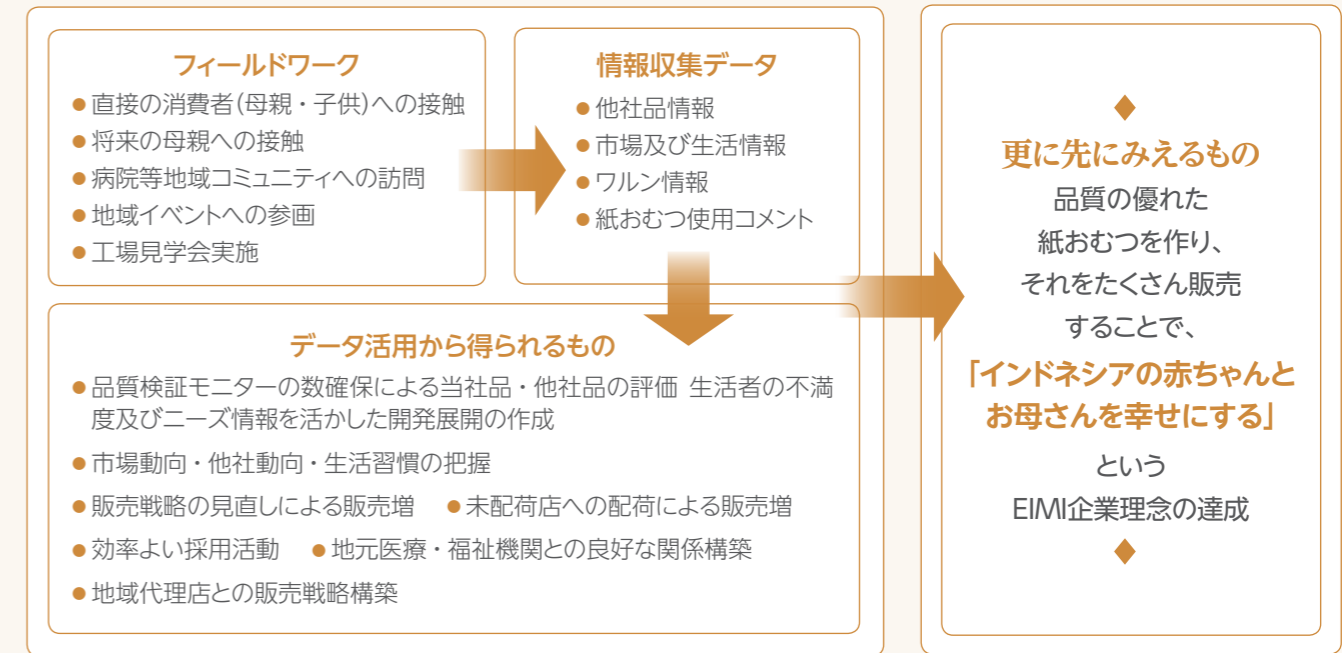 フィールドワーク
●直接の消費者(母親・子供)への接触
●将来の母親への接触
●病院等地域コミュニティへの訪問
●地域イベントへの参画
●工場見学会実施
情報収集データ
●他社品情報
●市場及び生活情報
●ワルン情報
●紙おむつ使用コメント
データ活用から得られるもの
●品質検証モニターの数確保による当社品・他社品の評価 生活者の不満
度及びニーズ情報を活かした開発展開の作成
●市場動向・他社動向・生活習慣の把握
●販売戦略の見直しによる販売増 ●未配荷店への配荷による販売増
●効率よい採用活動 ●地元医療・福祉機関との良好な関係構築
●地域代理店との販売戦略構築
更に先にみえるもの
品質の優れた
紙おむつを作り、
それをたくさん販売
することで、
「インドネシアの赤ちゃんと
お母さんを幸せにする」
という
EIMI企業理念の達成